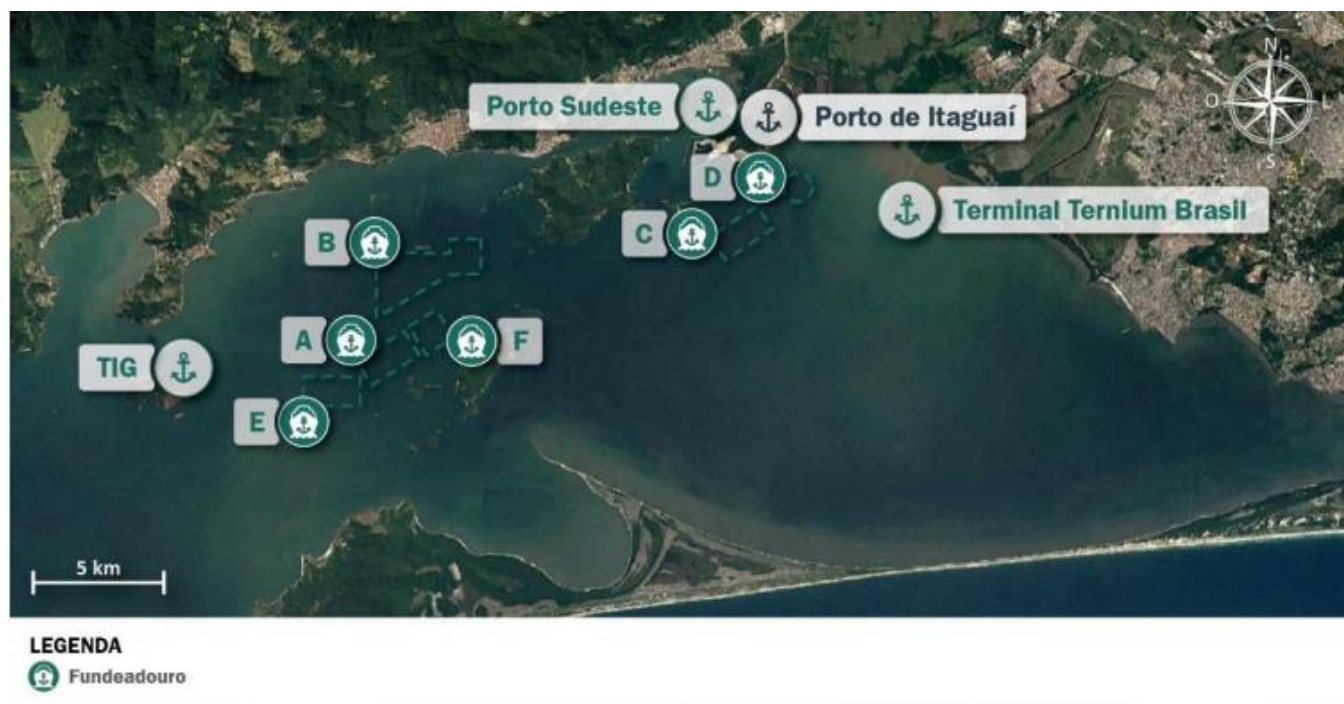 N
O
L
S
Porto Sudeste
Porto de Itaguaí
D
Terminal Ternium Brasil
C
B
A
F
TIG
E
5 km
LEGENDA
Fundeadouro